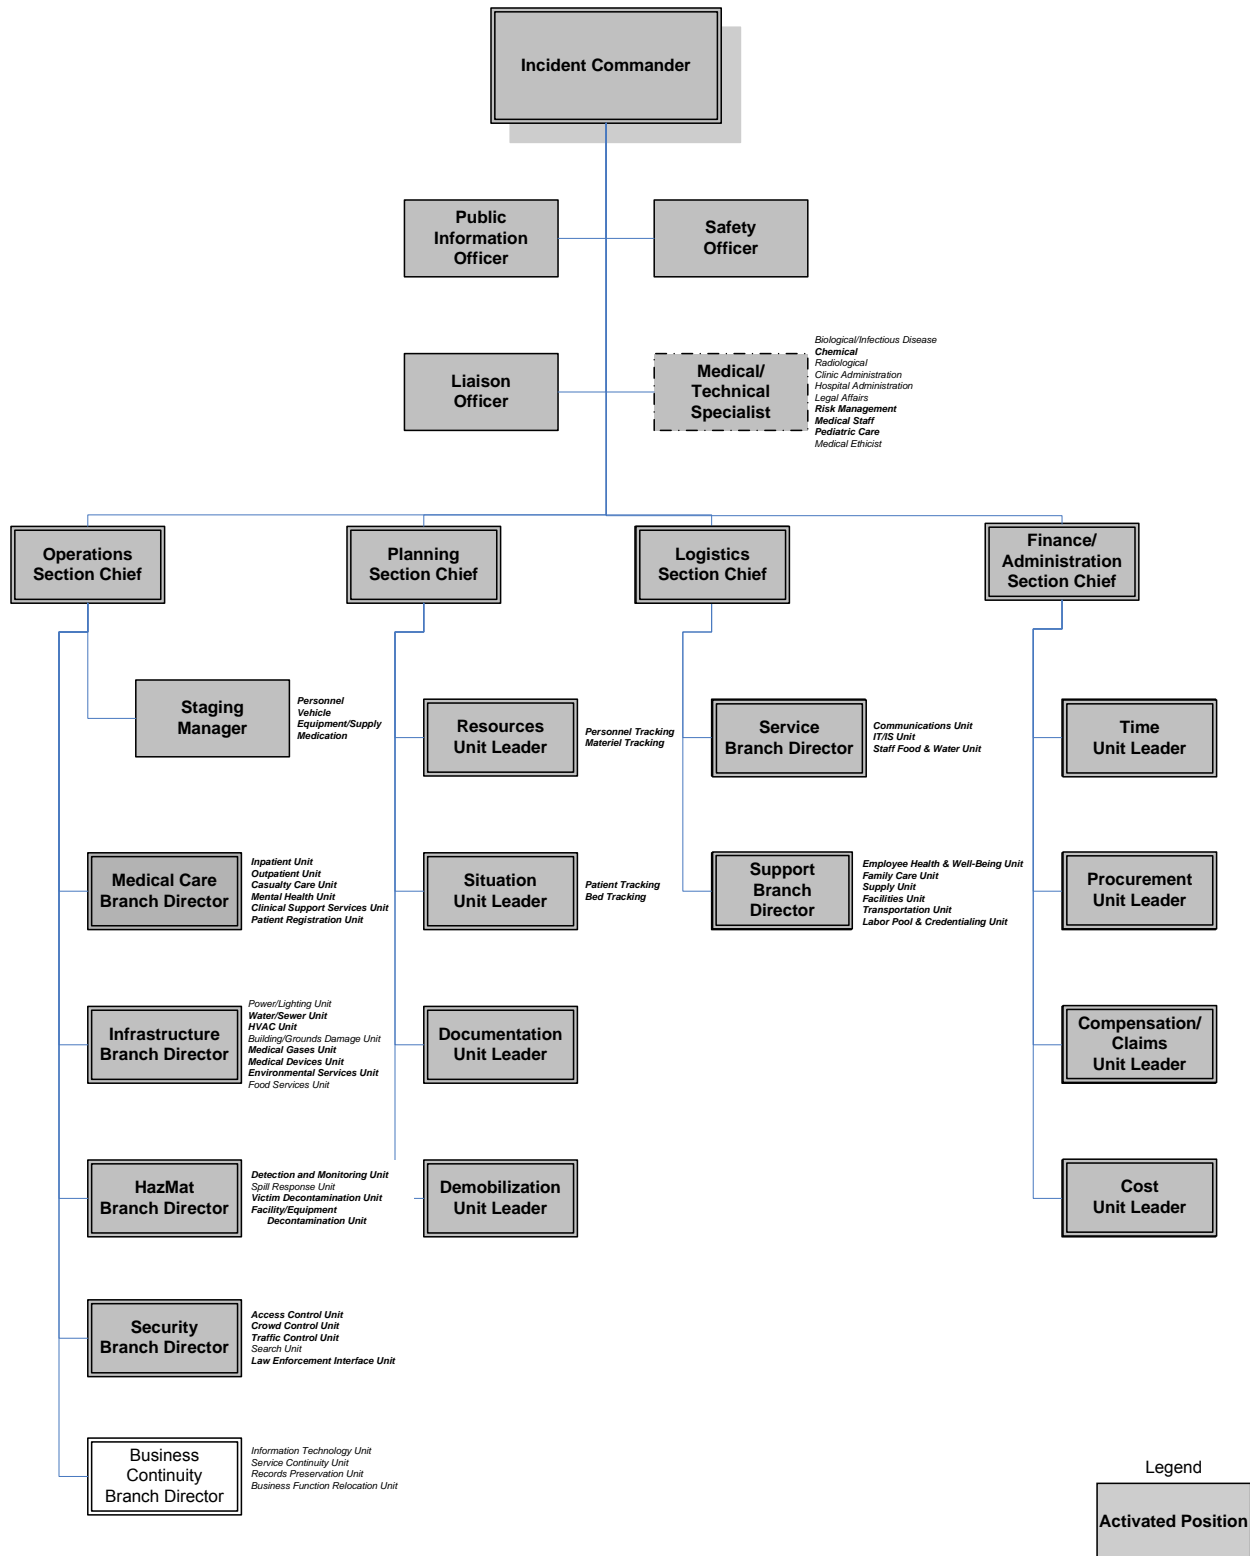 Incident Commander
Public
Information
Officer
Safety
Officer
Liaison
Officer
Medical/
Technical
Specialist
Biological/Infectious Disease
Chemical
Radiological
Clinic Administration
Hospital Administration
Legal Affairs
Risk Management
Medical Staff
Pediatric Care
Medical Ethicist
Operations
Section Chief
Planning
Section Chief
Logistics
Section Chief
Finance/
Administration
Section Chief
Staging
Manager
Personnel
Vehicle
Equipment/Supply
Medication
Resources
Unit Leader
Personnel Tracking
Materiel Tracking
Service
Branch Director
Communications Unit
IT/IS Unit
Staff Food & Water Unit
Time
Unit Leader
Medical Care
Branch Director
Inpatient Unit
Outpatient Unit
Casualty Care Unit
Mental Health Unit
Clinical Support Services Unit
Patient Registration Unit
Situation
Unit Leader
Patient Tracking
Bed Tracking
Support
Branch
Director
Employee Health & Well-Being Unit
Family Care Unit
Supply Unit
Facilities Unit
Transportation Unit
Labor Pool & Credentialing Unit
Procurement
Unit Leader
Infrastructure
Branch Director
Power/Lighting Unit
Water/Sewer Unit
HVAC Unit
Building/Grounds Damage Unit
Medical Gases Unit
Medical Devices Unit
Environmental Services Unit
Food Services Unit
Documentation
Unit Leader
Compensation/
Claims
Unit Leader
HazMat
Branch Director
Detection and Monitoring Unit
Spill Response Unit
Victim Decontamination Unit
Facility/Equipment
Decontamination Unit
Demobilization
Unit Leader
Cost
Unit Leader
Security
Branch Director
Access Control Unit
Crowd Control Unit
Traffic Control Unit
Search Unit
Law Enforcement Interface Unit
Business
Continuity
Branch Director
Information Technology Unit
Service Continuity Unit
Records Preservation Unit
Business Function Relocation Unit
Legend
Activated Position